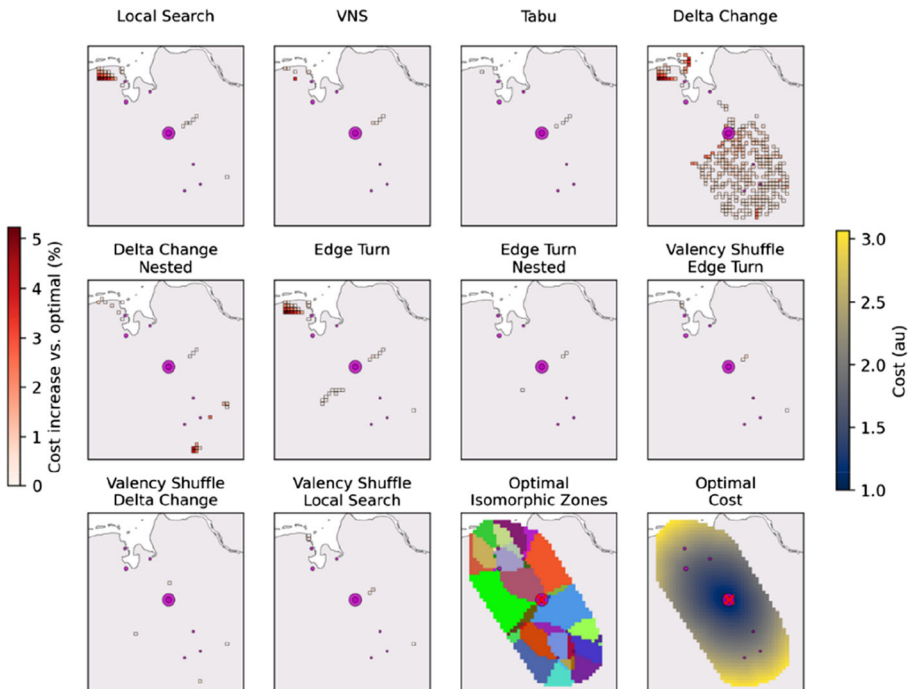 Local Search
VNS
Tabu
Delta Change
Delta Change
Nested
Edge Turn
Edge Turn
Nested
Valency Shuffle
Edge Turn
5
4
3
2
1
0
Cost increase vs. optimal (%)
3.0
2.5
2.0
1.5
1.0
Cost (au)
Valency Shuffle
Delta Change
Valency Shuffle
Local Search
Optimal
Isomorphic Zones
Optimal
Cost